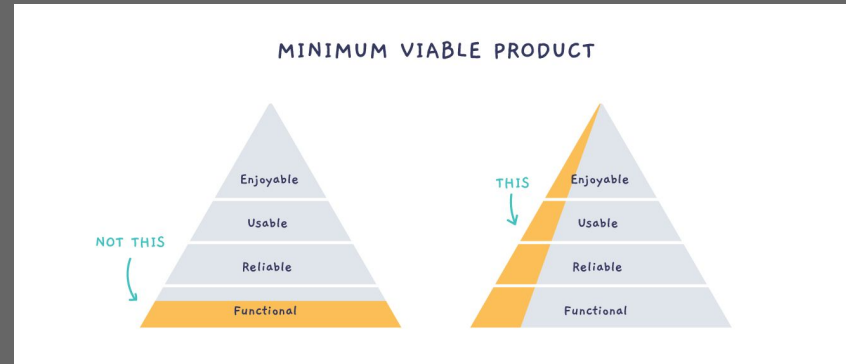 MINIMUM VIABLE PRODUCT
NOT THIS
Enjoyable
Usable
Reliable
Functional
THIS
Enjoyable
Usable
Reliable
Functional